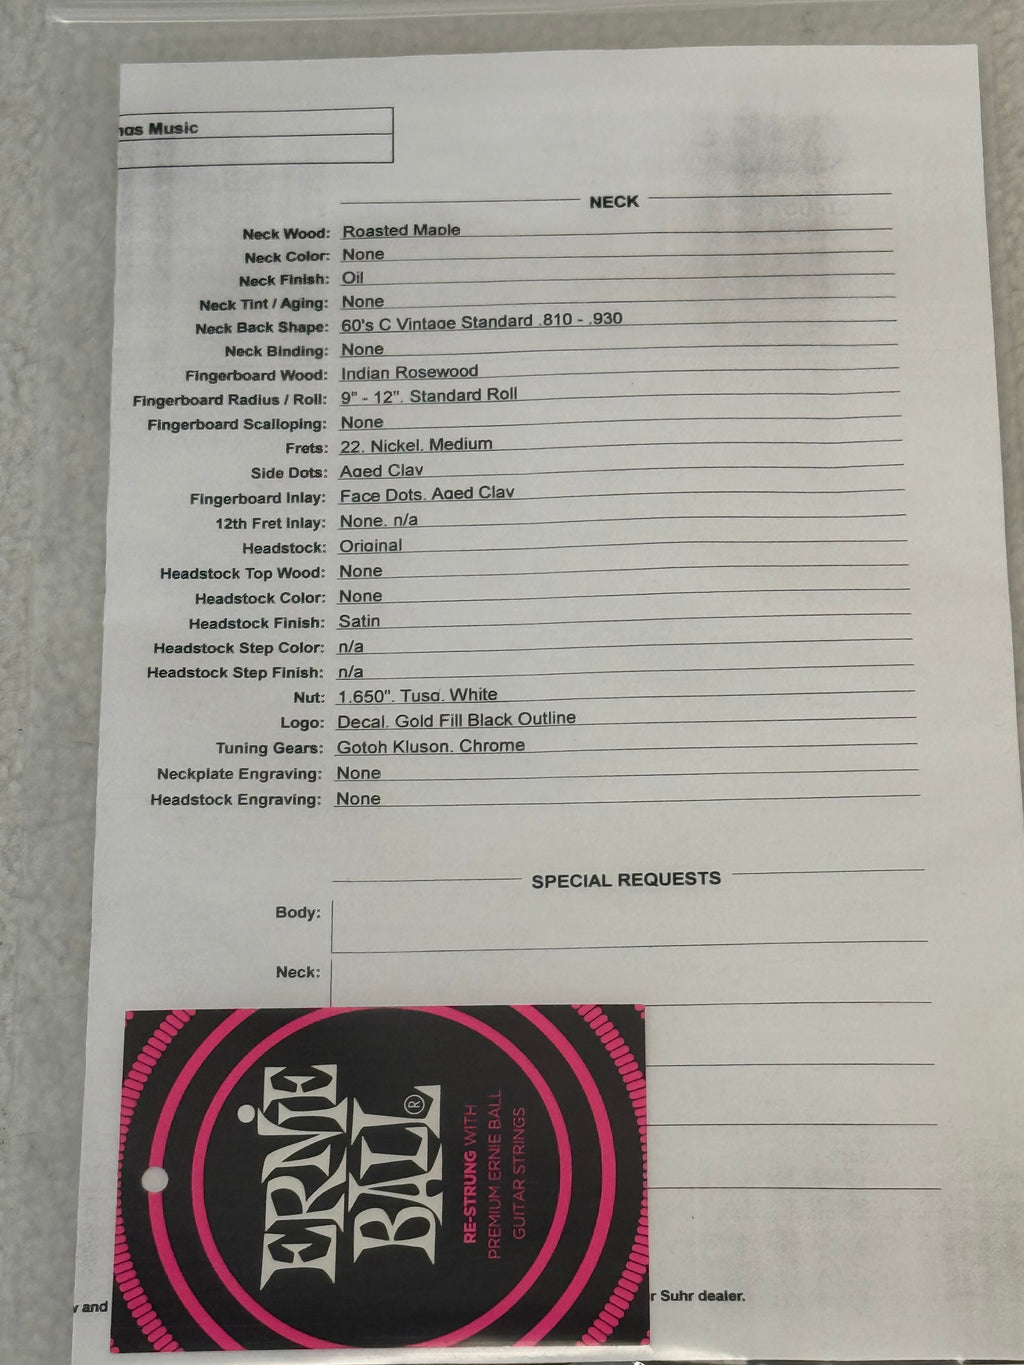 Music
NECK
Neck Wood: Roasted Maple
Neck Color: None
Neck Finish: Oil
Neck Tint / Aging: None
Neck Back Shape: 60's C Vintage Standard .810 - .930
Neck Binding: None
Fingerboard Wood: Indian Rosewood
Fingerboard Radius / Roll: 9" - 12", Standard Roll
Fingerboard Scalloping: None
Frets: 22, Nickel, Medium
Side Dots: Aged Clay
Fingerboard Inlay: Face Dots, Aged Clay
12th Fret Inlay: None, n/a
Headstock: Original
Headstock Top Wood: None
Headstock Color: None
Headstock Finish: Satin
Headstock Step Color: n/a
Headstock Step Finish: n/a
Nut: 1.650", Tusq, White
Logo: Decal, Gold Fill Black Outline
Tuning Gears: Gotoh Kluson, Chrome
Neckplate Engraving: None
Headstock Engraving: None
SPECIAL REQUESTS
Body:
Neck:
ERNIE
BALL®
RE-STRUNG WITH
PREMIUM ERNIE BALL
GUITAR STRINGS
and
Suhr dealer.